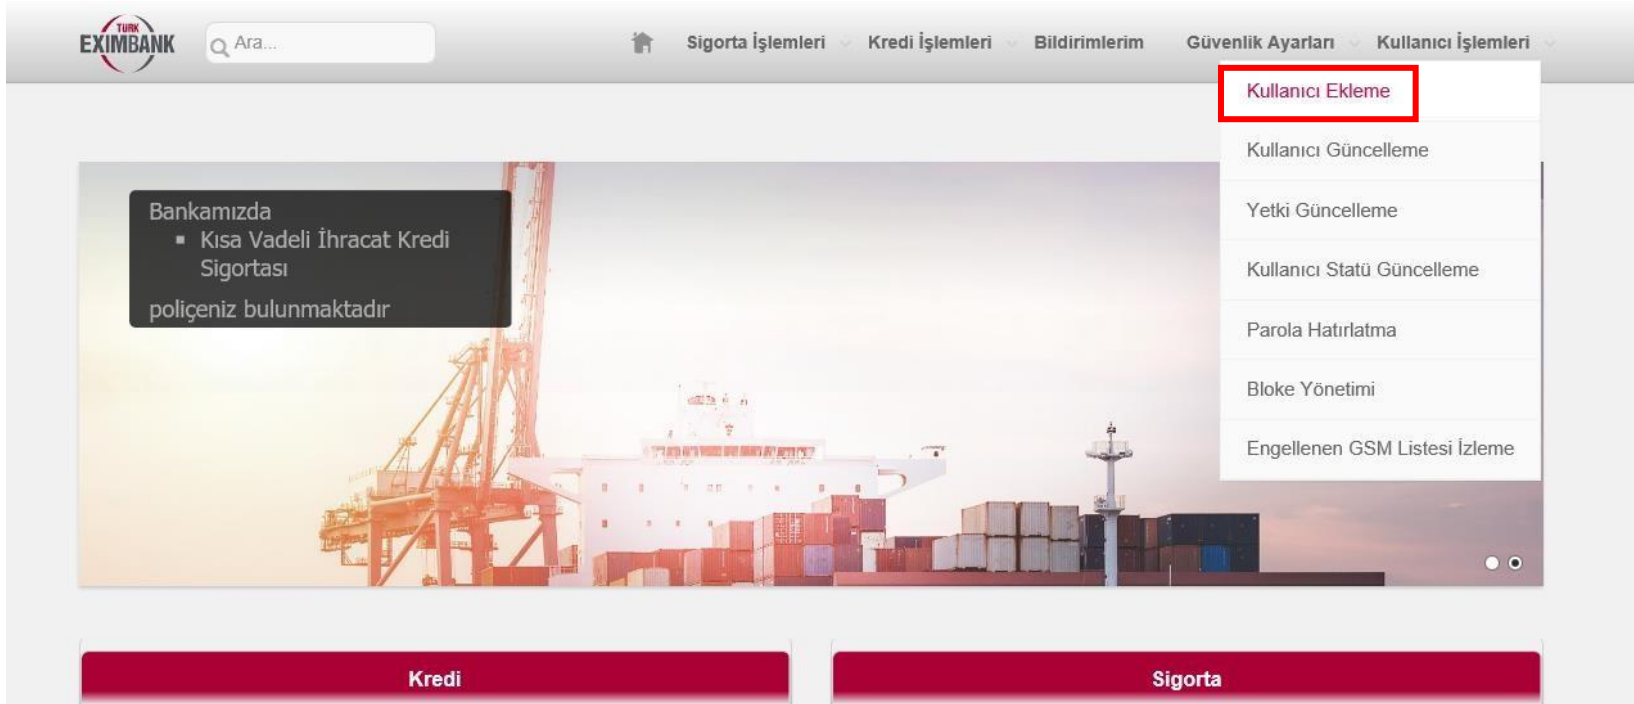 TÜRK
EXIMBANK
Ara...
Sigorta İşlemleri
Kredi İşlemleri
Bildirimlerim
Güvenlik Ayarları
Kullanıcı İşlemleri
Kullanıcı Ekleme
Kullanıcı Güncelleme
Yetki Güncelleme
Kullanıcı Statü Güncelleme
Parola Hatırlatma
Bloke Yönetimi
Engellenen GSM Listesi İzleme
Bankamızda
▪ Kısa Vadeli İhracat Kredi
Sigortası
poliçeniz bulunmaktadır
Kredi
Sigorta